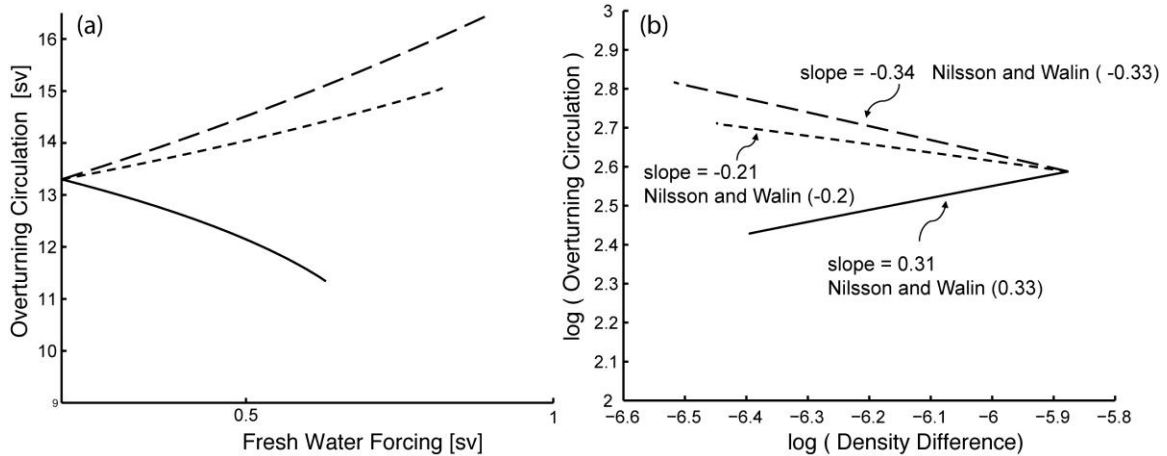 (a)
Overturning Circulation [sv]
16
15
14
13
12
11
10
9
0.5
1
Fresh Water Forcing [sv]
(b)
log ( Overturning Circulation )
3
2.9
2.8
2.7
2.6
2.5
2.4
2.3
2.2
2.1
2
slope = -0.34 Nilsson and Walin ( -0.33)
slope = -0.21
Nilsson and Walin (-0.2)
slope = 0.31
Nilsson and Walin (0.33)
−6.6 −6.5 −6.4 −6.3 −6.2 −6.1 −6 −5.9 −5.8
log ( Density Difference)